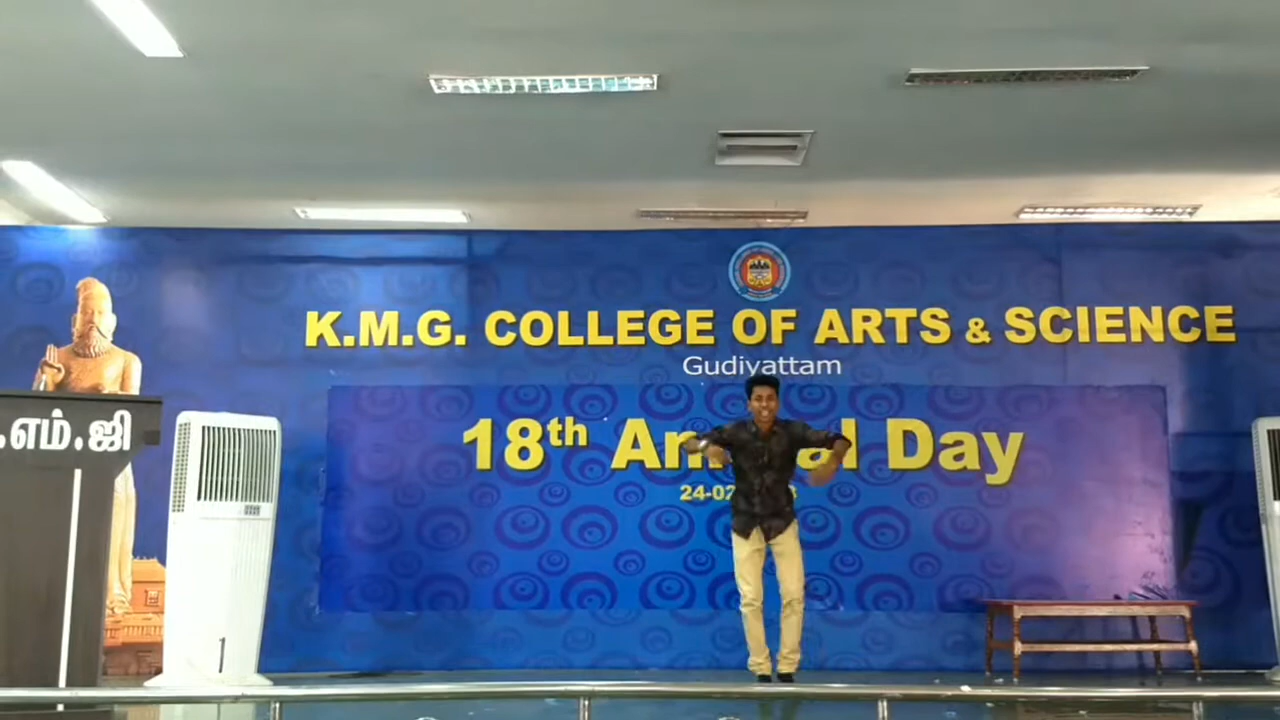 K.M.G. COLLEGE OF ARTS & SCIENCE
Gudiyattam
18th Day
.எம்.ஜி